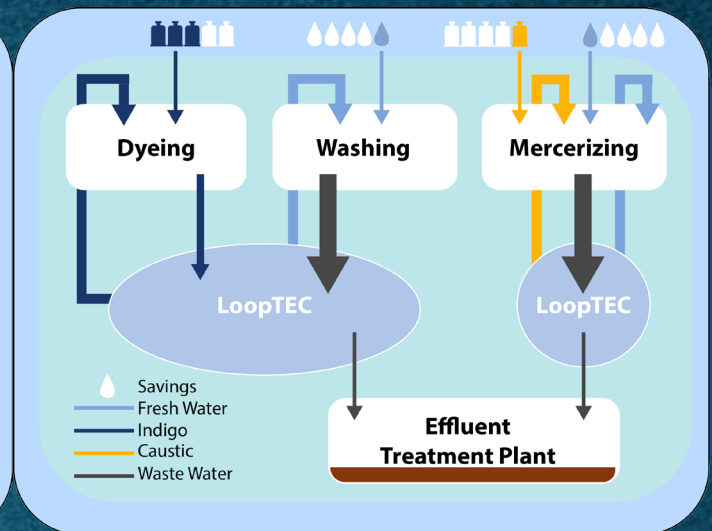 Dyeing
Washing
Mercerizing
LoopTEC
LoopTEC
Savings
Fresh Water
Indigo
Caustic
Waste Water
Effluent
Treatment Plant